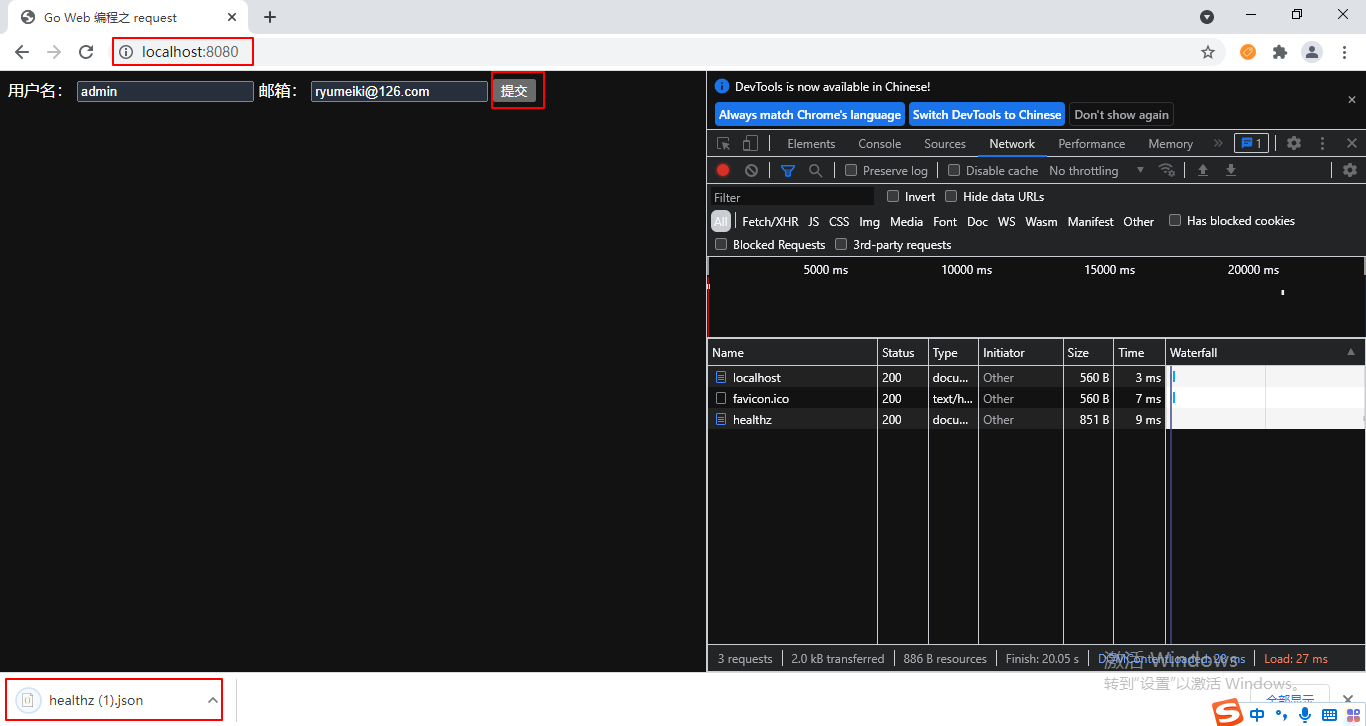 Go Web 编程之 request
localhost:8080
用户名： admin 邮箱： ryumeiki@126.com 提交
DevTools is now available in Chinese!
Always match Chrome's language Switch DevTools to Chinese Don't show again
Elements Console Sources Network Performance Memory » 1
Preserve log Disable cache No throttling
Filter Invert Hide data URLs
All Fetch/XHR JS CSS Img Media Font Doc WS Wasm Manifest Other Has blocked cookies
Blocked Requests 3rd-party requests
5000 ms 10000 ms 15000 ms 20000 ms
Name Status Type Initiator Size Time Waterfall
localhost 200 docu... Other 560 B 3 ms
favicon.ico 200 text/h... Other 560 B 7 ms
healthz 200 docu... Other 851 B 9 ms
3 requests 2.0 kB transferred 886 B resources Finish: 20.05 s DOMContentLoaded: 28 ms Load: 27 ms
激活 Windows
转到"设置"以激活 Windows。
healthz (1).json
全部显示
S 中